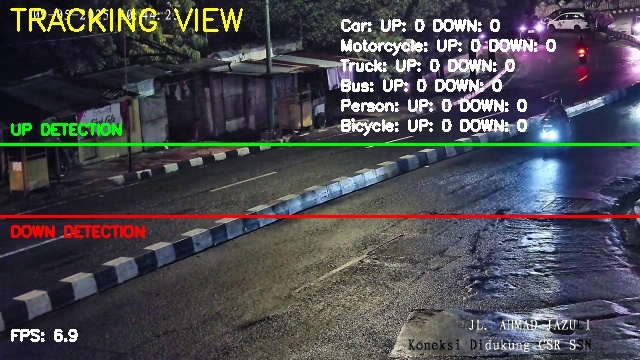 TRACKING VIEW
Car: UP: 0 DOWN: 0
Motorcycle: UP: 0 DOWN: 0
Truck: UP: 0 DOWN: 0
Bus: UP: 0 DOWN: 0
Person: UP: 0 DOWN: 0
Bicycle: UP: 0 DOWN: 0
UP DETECTION
DOWN DETECTION
FPS: 6.9
JL. AHMAD JAZULI
Koneksi Didukung CSR SSN